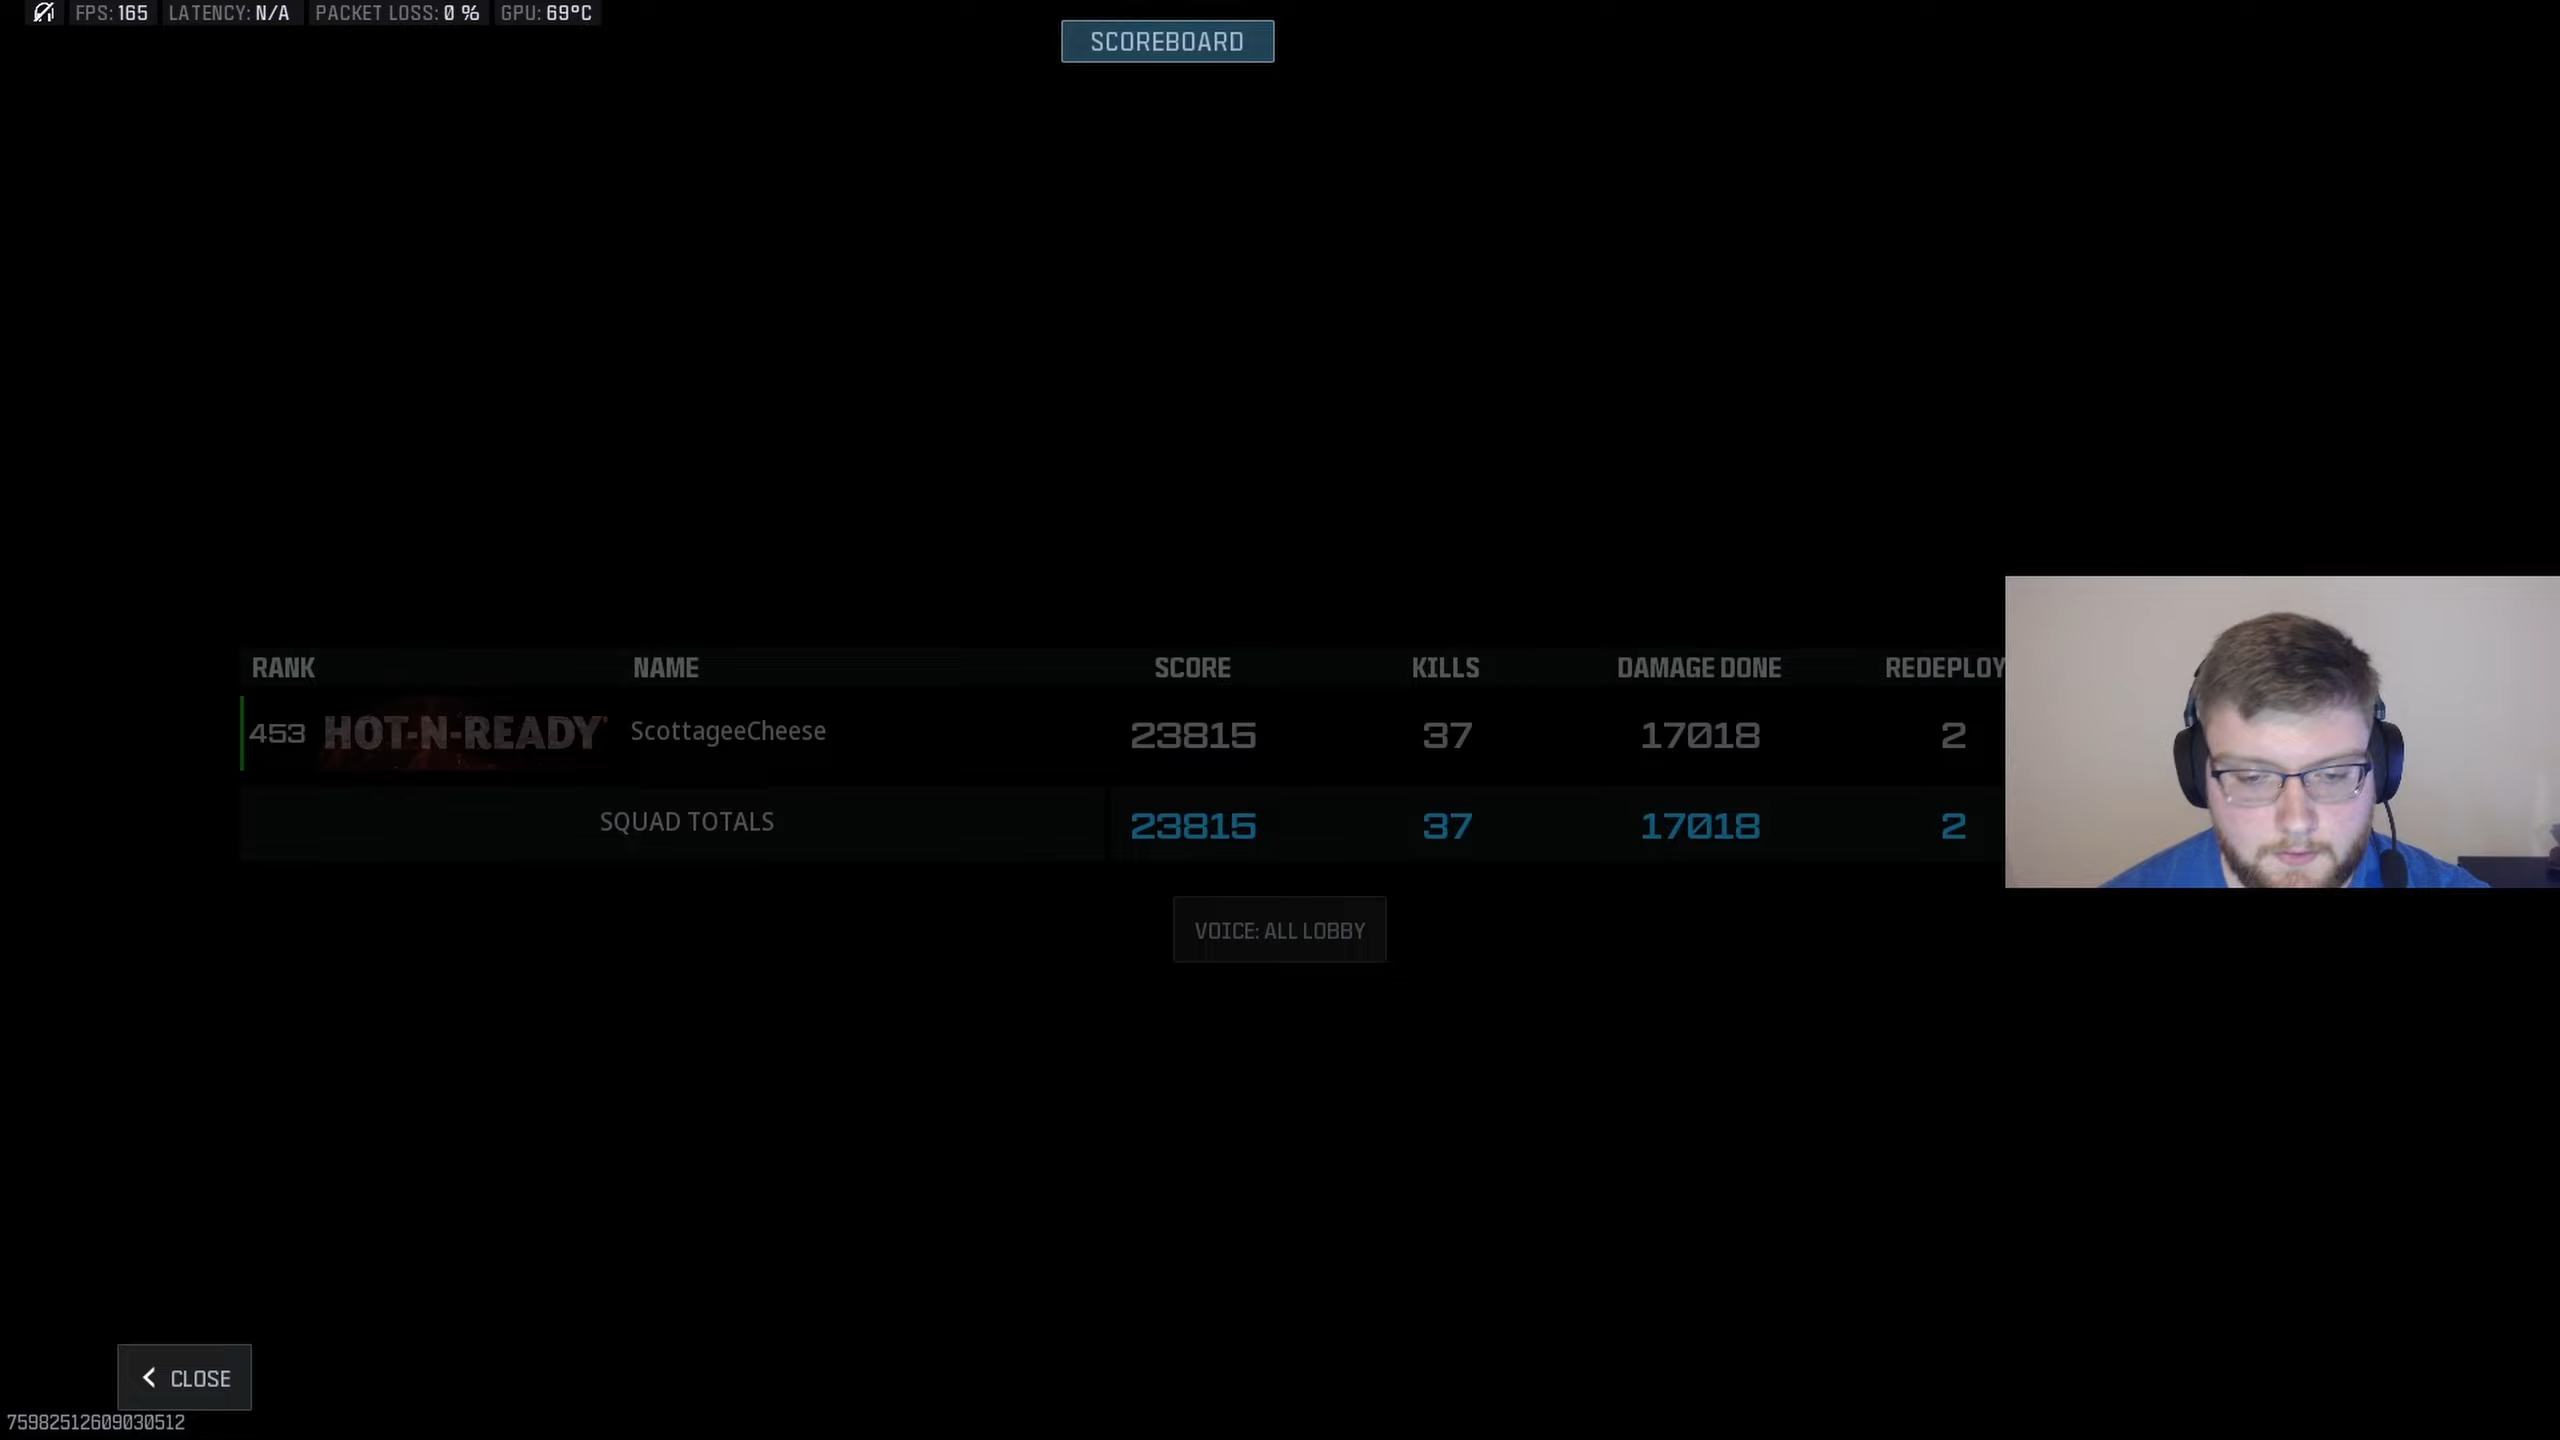 FPS: 165 LATENCY: N/A PACKET LOSS: 0 % GPU: 69°C
SCOREBOARD
RANK NAME SCORE KILLS DAMAGE DONE REDEPLOY
453 HOT-N-READY ScottageeCheese 23815 37 17018 2
SQUAD TOTALS 23815 37 17018 2
VOICE: ALL LOBBY
CLOSE
75982512609030512